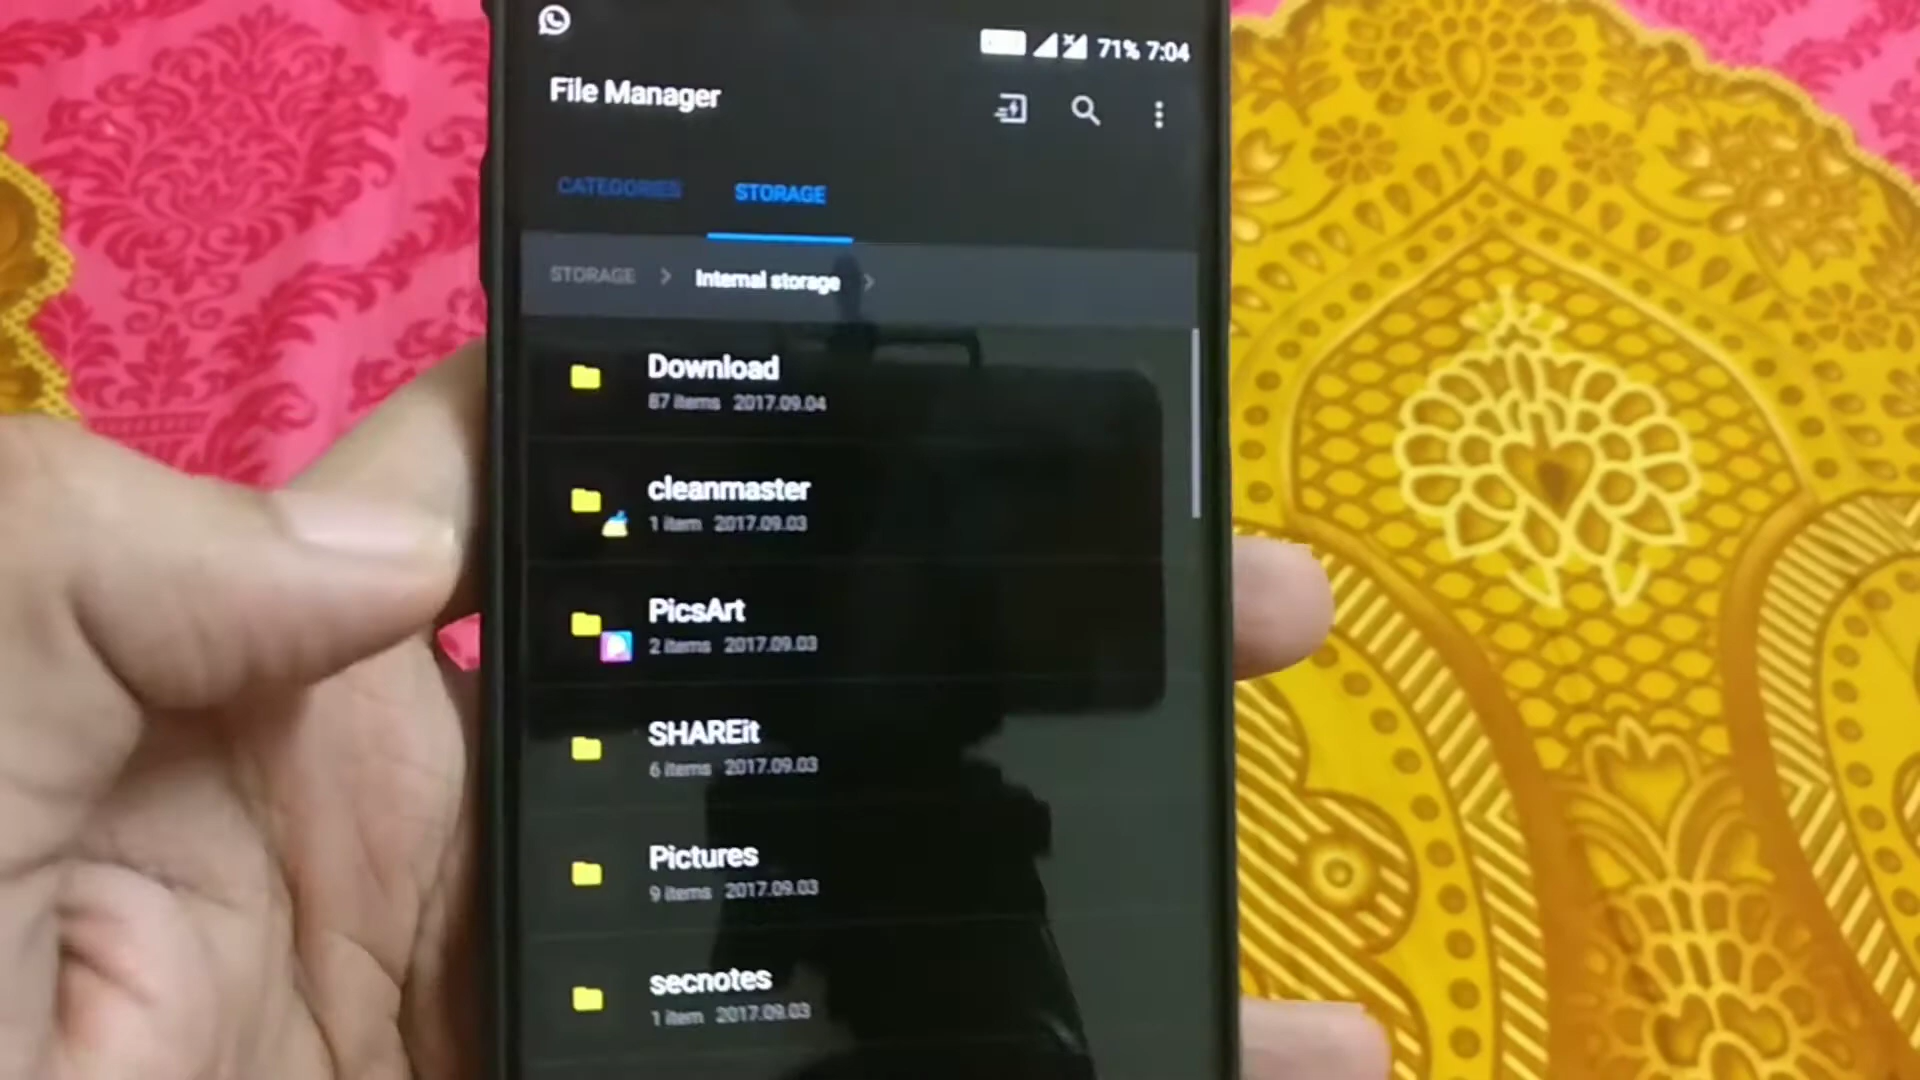 71% 7:04
File Manager
CATEGORIES STORAGE
STORAGE > Internal storage >
Download
87 items 2017.09.04
cleanmaster
1 item 2017.09.03
PicsArt
2 items 2017.09.03
SHAREit
6 items 2017.09.03
Pictures
9 items 2017.09.03
secnotes
1 item 2017.09.03